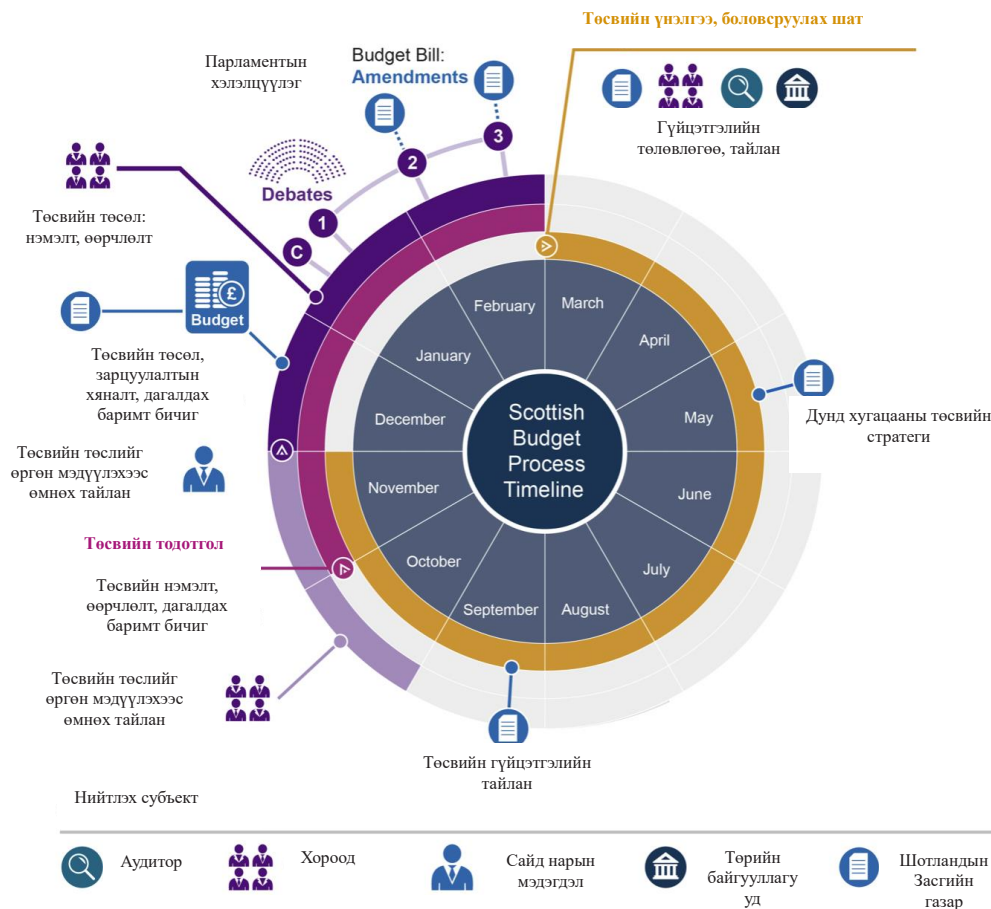 Төсвийн үнэлгээ, боловсруулах шат
Парламентын
хэлэлцүүлэг
Budget Bill:
Amendments
Гүйцэтгэлийн
төлөвлөгөө, тайлан
3
2
Debates
1
C
Төсвийн төсөл:
нэмэлт, өөрчлөлт
£
Budget
Төсвийн төсөл,
зарцуулалтын
хяналт, дагалдах
баримт бичиг
Төсвийн төслийг
өргөн мэдүүлэхээс
өмнөх тайлан
Төсвийн тодотгол
Төсвийн нэмэлт,
өөрчлөлт, дагалдах
баримт бичиг
Төсвийн төслийг
өргөн мэдүүлэхээс
өмнөх тайлан
February
March
January
April
December
May
November
June
October
July
September
August
Scottish
Budget
Process
Timeline
Дунд хугацааны төсвийн
стратеги
Төсвийн гүйцэтгэлийн
тайлан
Нийтлэх субъект
Аудитор
Хороод
Сайд нарын
мэдэгдэл
Төрийн
байгууллагу
уд
Шотландын
Засгийн
газар